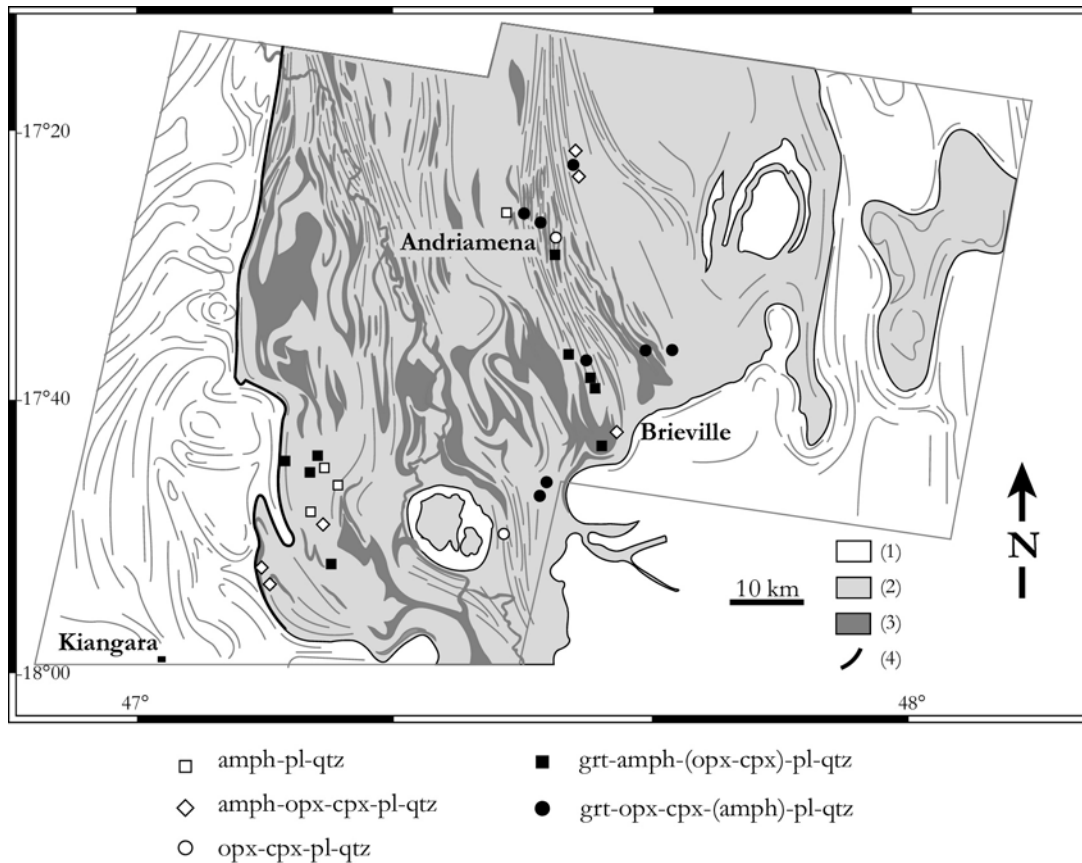 17°20
Andriamena
17°40
Brieville
N
10 km
(1)
(2)
(3)
(4)
Kiangara
18°00
47°
48°
amph-pl-qtz
amph-opx-cpx-pl-qtz
opx-cpx-pl-qtz
grt-amph-(opx-cpx)-pl-qtz
grt-opx-cpx-(amph)-pl-qtz